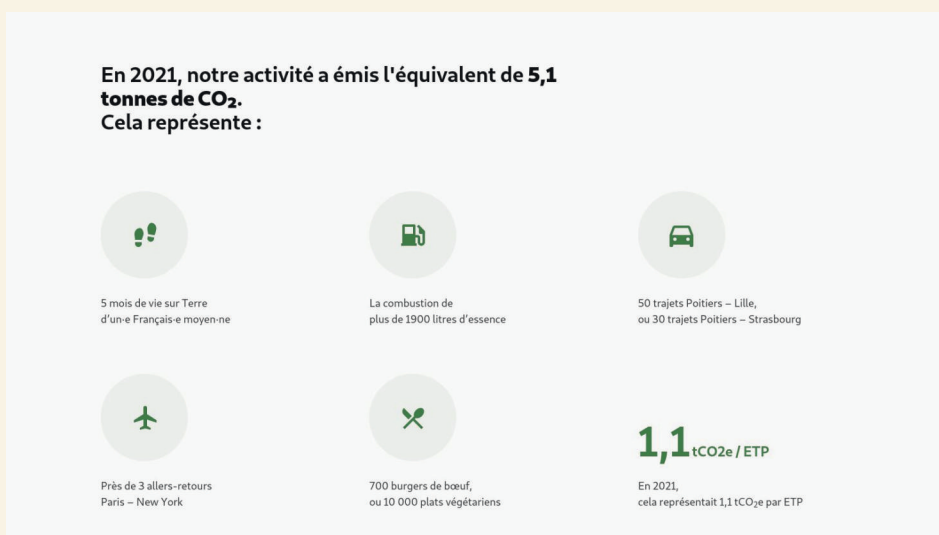 En 2021, notre activité a émis l'équivalent de 5,1
tonnes de CO₂.
Cela représente :
5 mois de vie sur Terre
d'un·e Français·e moyen·ne
La combustion de
plus de 1900 litres d'essence
50 trajets Poitiers – Lille,
ou 30 trajets Poitiers – Strasbourg
Près de 3 allers-retours
Paris – New York
700 burgers de bœuf,
ou 10 000 plats végétariens
1,1 tCO2e / ETP
En 2021,
cela représentait 1,1 tCO₂e par ETP